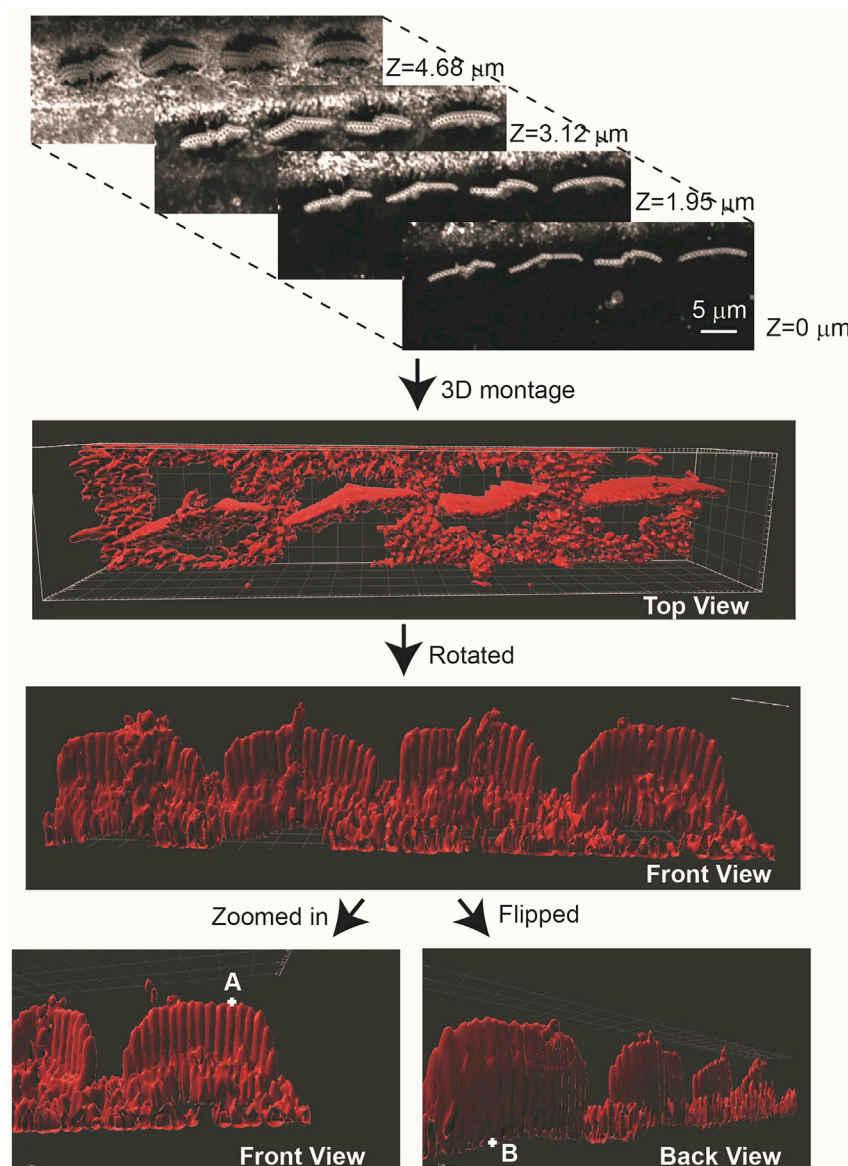 Z=4.68 μm
Z=3.12 μm
Z=1.95 μm
5 μm
Z=0 μm
3D montage
Top View
Rotated
Front View
Zoomed in
Flipped
A
Front View
B
Back View